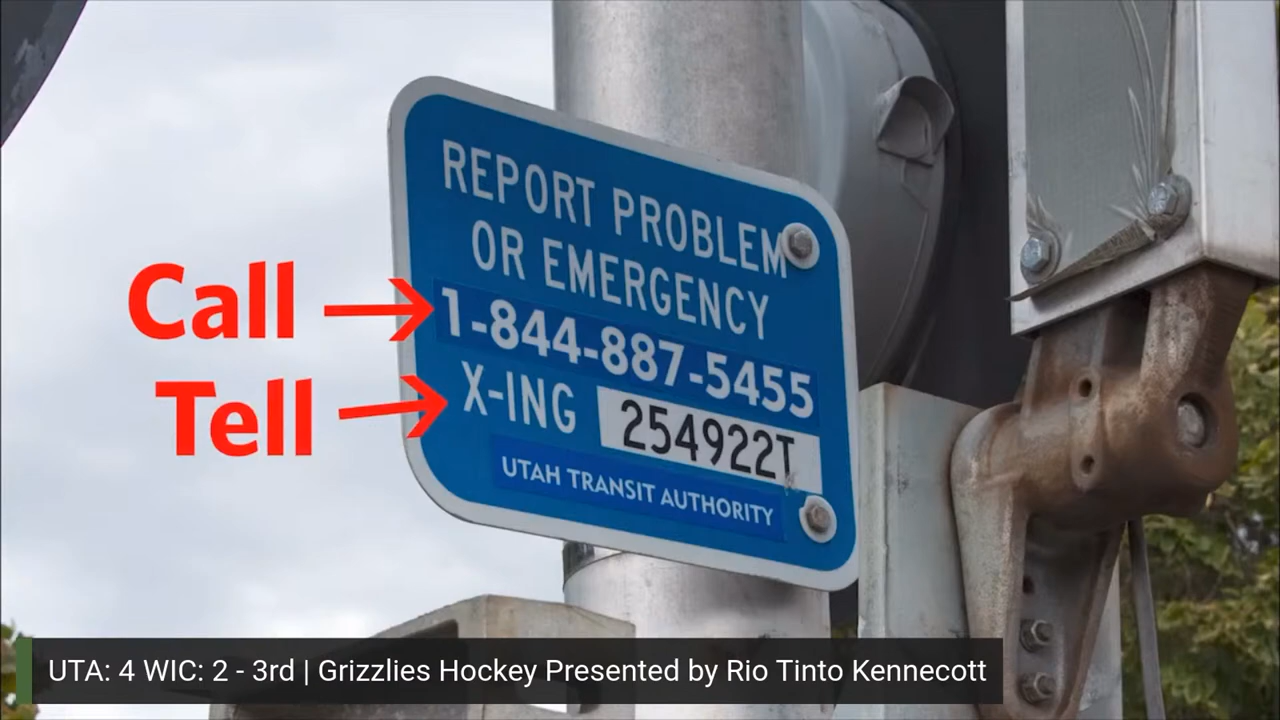 REPORT PROBLEM
OR EMERGENCY
Call
1-844-887-5455
Tell
X-ING 254922T
UTAH TRANSIT AUTHORITY
UTA: 4 WIC: 2 - 3rd | Grizzlies Hockey Presented by Rio Tinto Kennecott